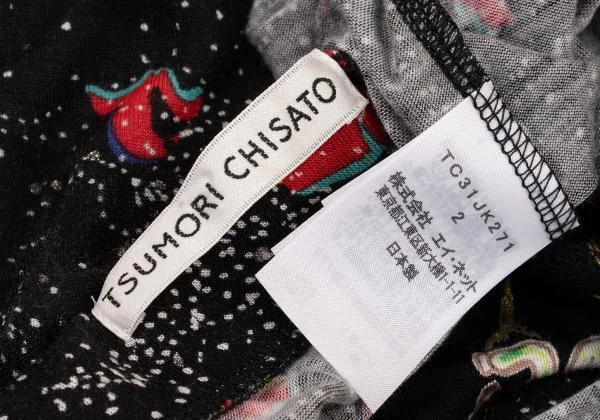 TSUMORI CHISATO
TC31JK271
2
株式会社 エイ・ネット
東京都江東区新大橋1-1-11
日本製